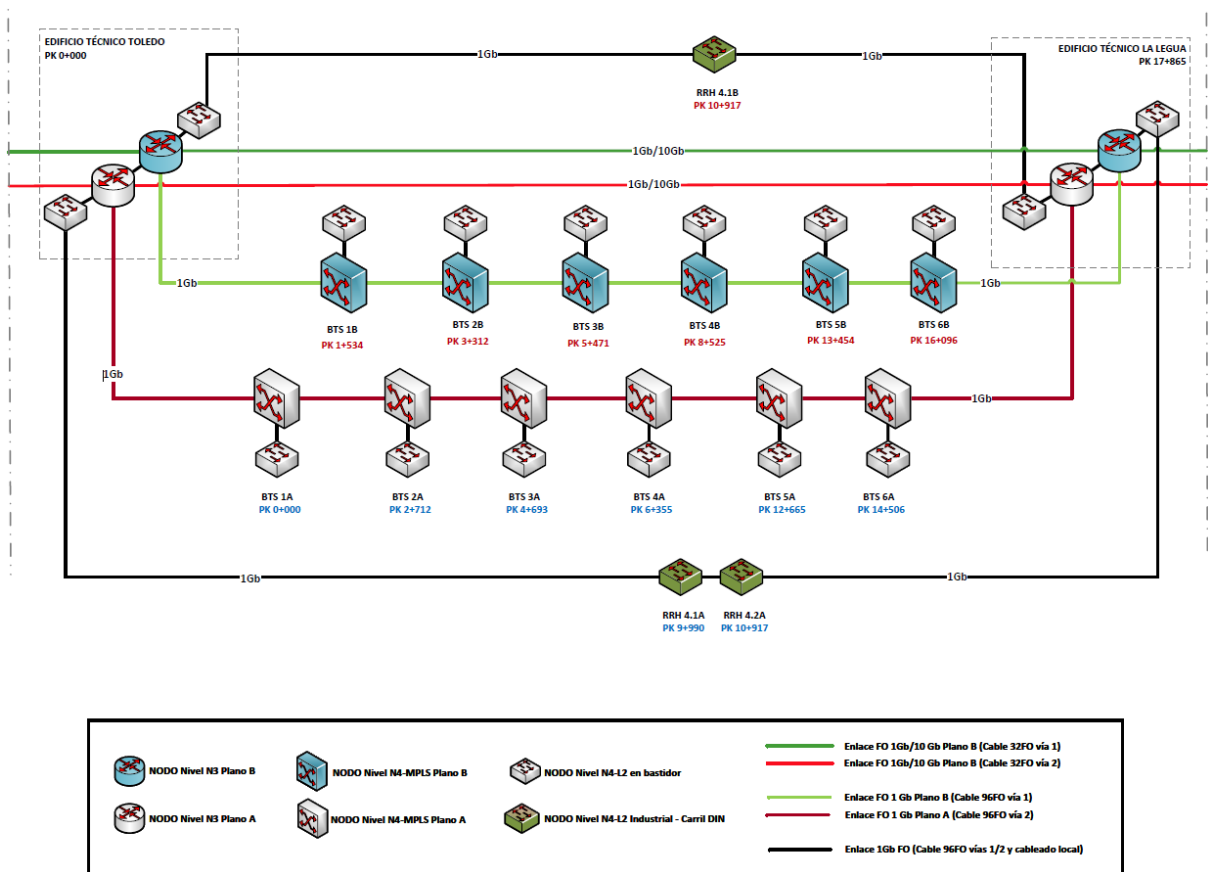 EDIFICIO TÉCNICO TOLEDO
PK 0+000
1Gb
1Gb
EDIFICIO TÉCNICO LA LEGUA
PK 17+865
RRH 4.1B
PK 10+917
1Gb/10Gb
1Gb/10Gb
1Gb
1Gb
BTS 1B
PK 1+534
BTS 2B
PK 3+312
BTS 3B
PK 5+471
BTS 4B
PK 8+525
BTS 5B
PK 13+454
BTS 6B
PK 16+096
1Gb
1Gb
BTS 1A
PK 0+000
BTS 2A
PK 2+712
BTS 3A
PK 4+693
BTS 4A
PK 6+355
BTS 5A
PK 12+665
BTS 6A
PK 14+506
1Gb
1Gb
RRH 4.1A
PK 9+990
RRH 4.2A
PK 10+917
NODO Nivel N3 Plano B
NODO Nivel N4-MPLS Plano B
NODO Nivel N4-L2 en bastidor
NODO Nivel N3 Plano A
NODO Nivel N4-MPLS Plano A
NODO Nivel N4-L2 Industrial - Carril DIN
Enlace FO 1Gb/10 Gb Plano B (Cable 32FO vía 1)
Enlace FO 1Gb/10 Gb Plano B (Cable 32FO vía 2)
Enlace FO 1 Gb Plano B (Cable 96FO vía 1)
Enlace FO 1 Gb Plano A (Cable 96FO vía 2)
Enlace 1Gb FO (Cable 96FO vías 1/2 y cableado local)